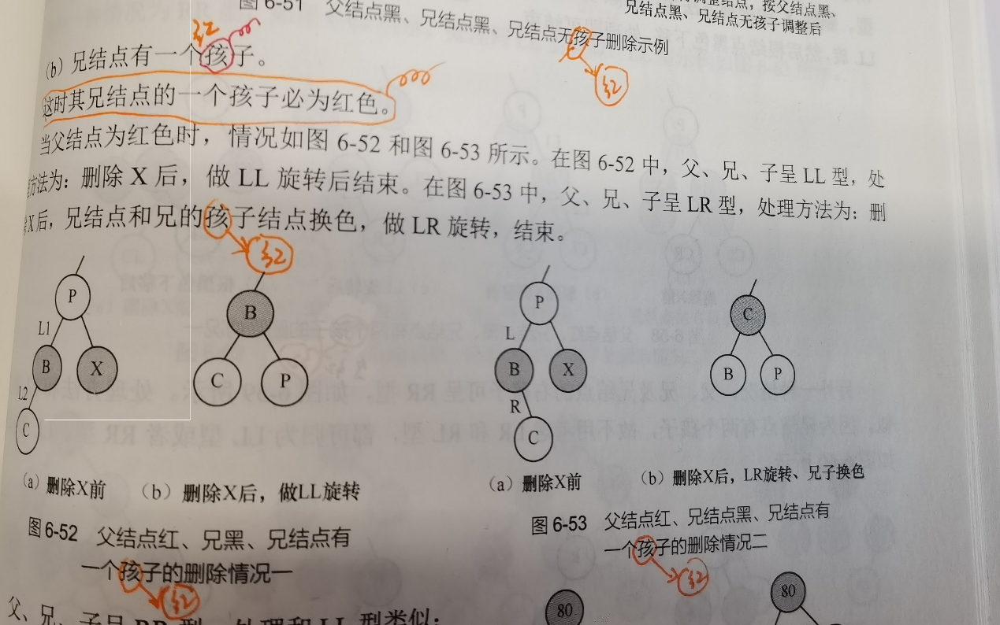 图 6-51 父结点黑、兄结点黑、兄结点无孩子删除示例
调整结点，按父结点黑、
兄结点黑、兄结点无孩子调整后
红
红
(b) 兄结点有一个孩子。
这时其兄结点的一个孩子必为红色。
当父结点为红色时，情况如图 6-52 和图 6-53 所示。在图 6-52 中，父、兄、子呈 LL 型，处
方法为：删除 X 后，做 LL 旋转后结束。在图 6-53 中，父、兄、子呈 LR 型，处理方法为：删
X后，兄结点和兄的孩子结点换色，做 LR 旋转，结束。
红
P
L1
B
X
L2
C
B
C
P
(a) 删除X前
(b) 删除X后，做LL旋转
图 6-52 父结点红、兄黑、兄结点有
一个孩子的删除情况一
红
P
L
B
X
R
C
C
B
P
(a) 删除X前
(b) 删除X后，LR旋转、兄子换色
图 6-53 父结点红、兄结点黑、兄结点有
一个孩子的删除情况二
红
父、兄、子呈 RR 型，处理和 LL 型类似：
80
80